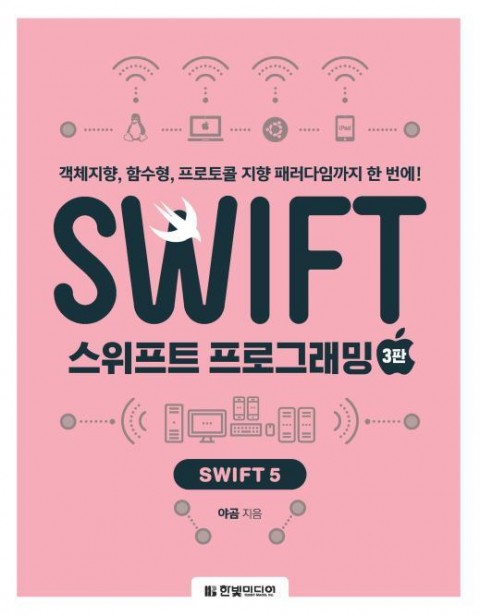 iPad
객체지향, 함수형, 프로토콜 지향 패러다임까지 한 번에!
SWIFT
스위프트 프로그래밍 3판
SWIFT 5
야곰 지음
한빛미디어